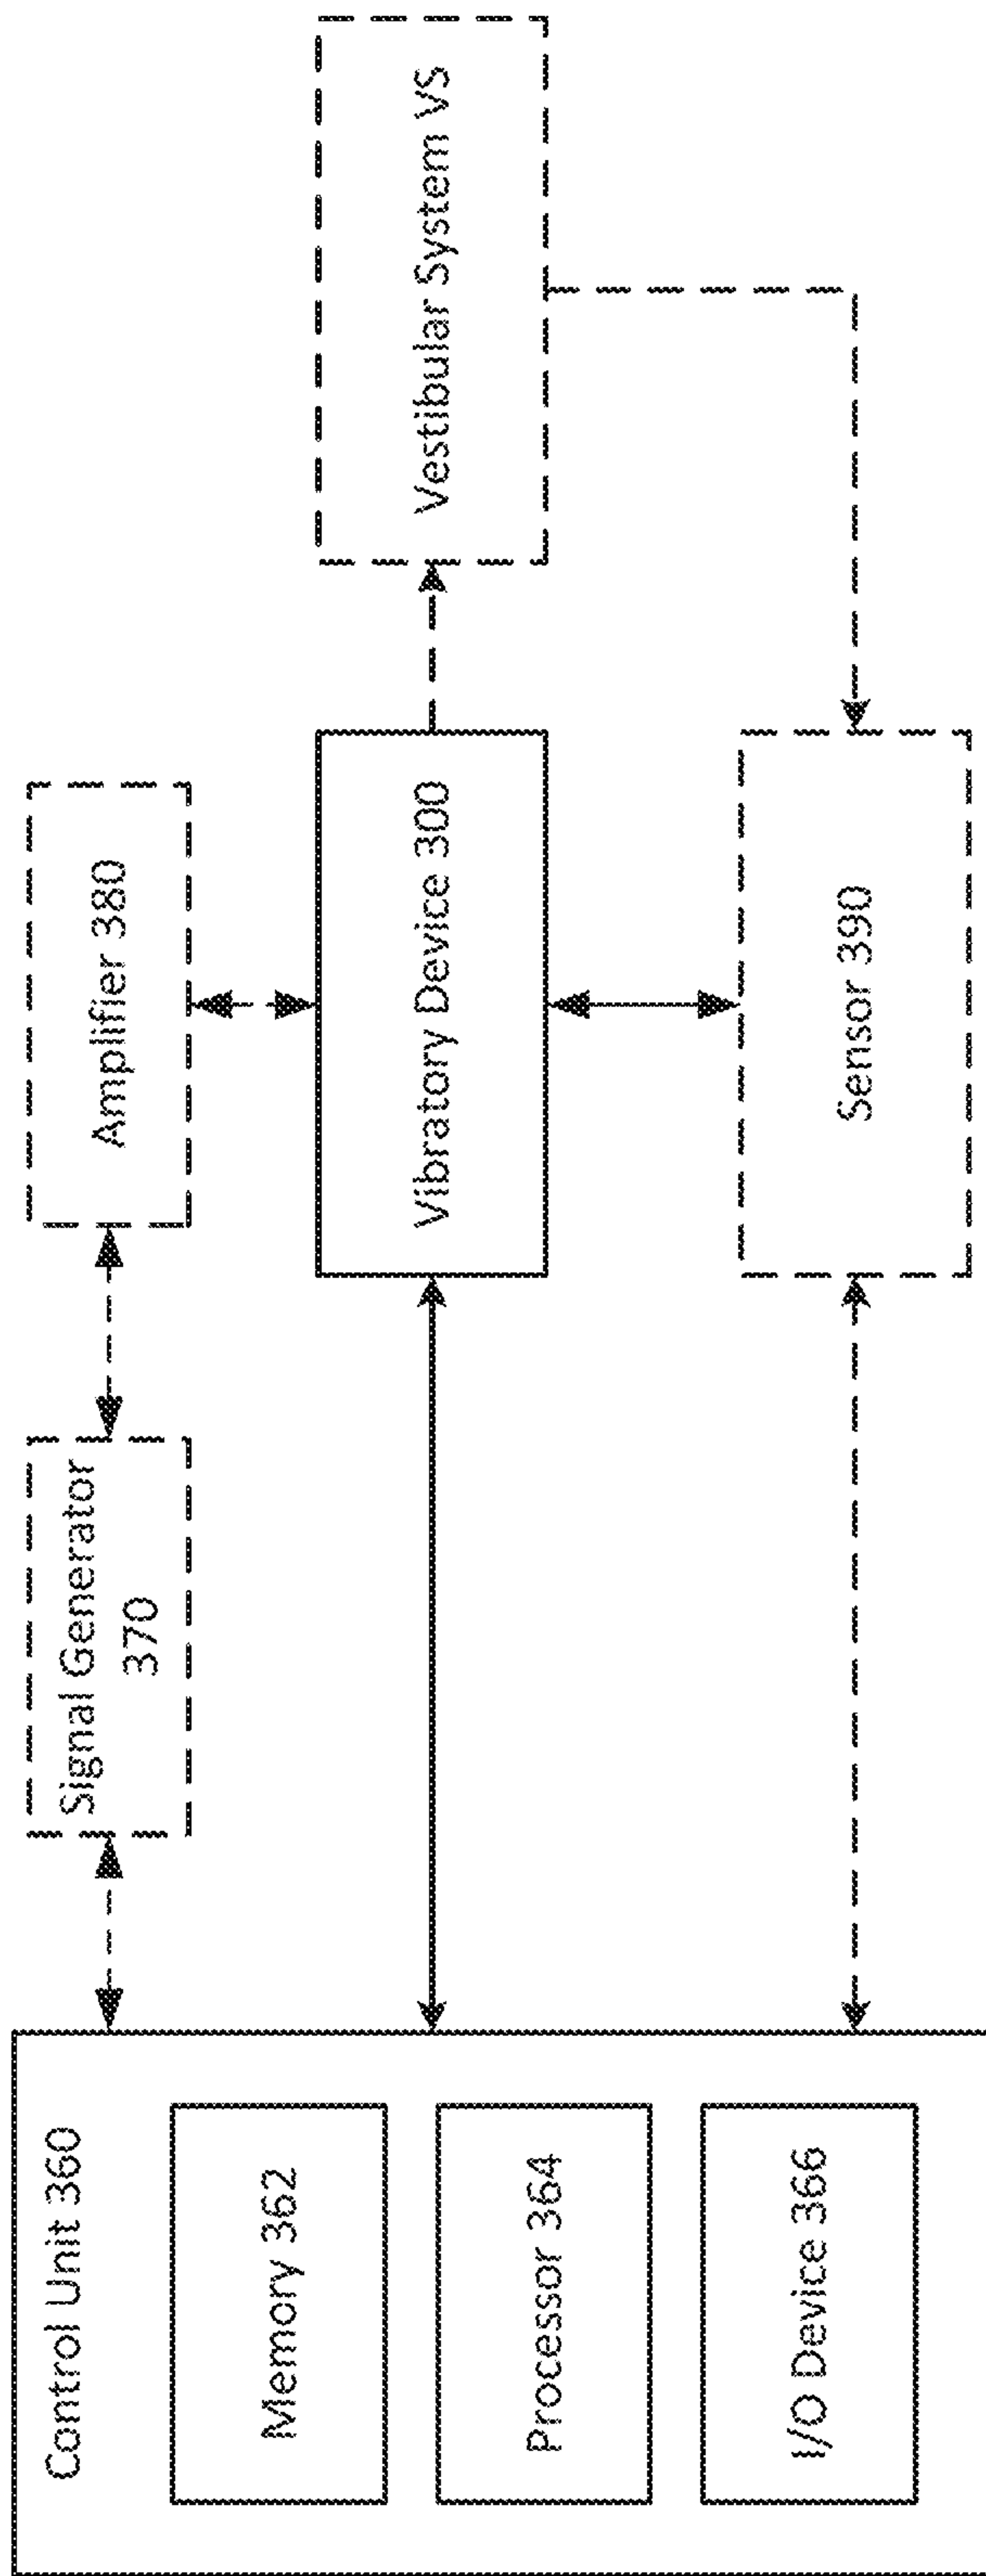 Control Unit 360
Memory 362
Processor 364
I/O Device 366
Signal Generator
370
Amplifier 380
Vibratory Device 300
Sensor 390
Vestibular System VS